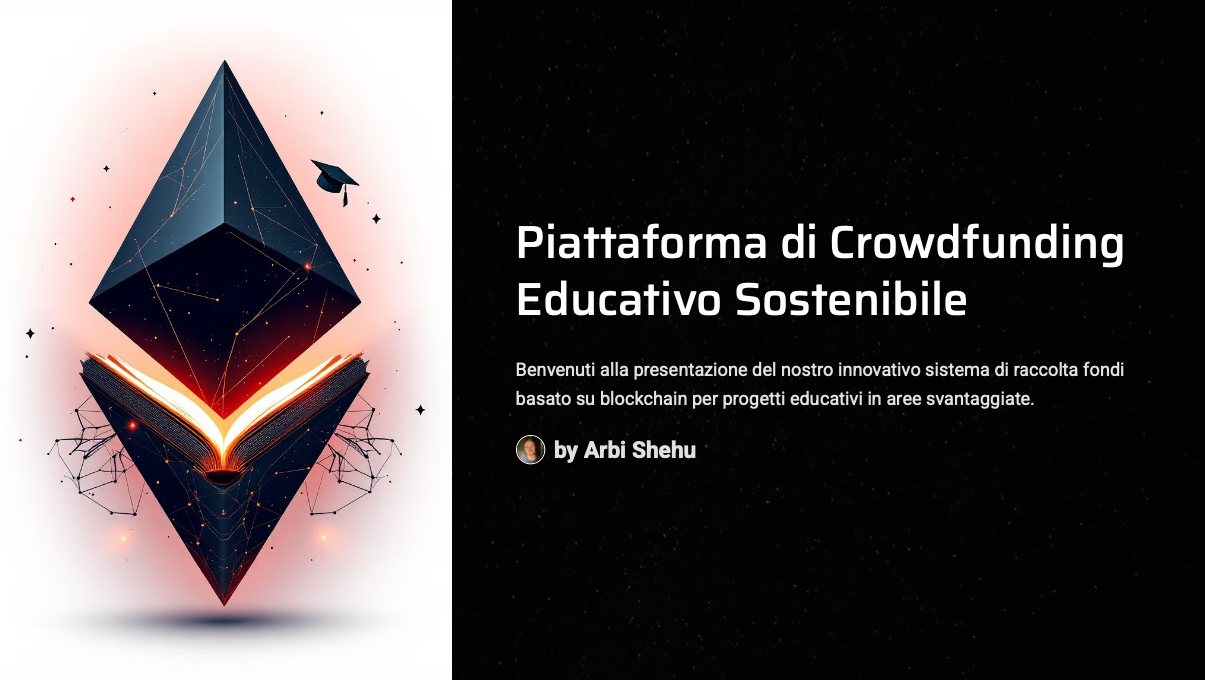 Piattaforma di Crowdfunding
Educativo Sostenibile
Benvenuti alla presentazione del nostro innovativo sistema di raccolta fondi
basato su blockchain per progetti educativi in aree svantaggiate.
by Arbi Shehu